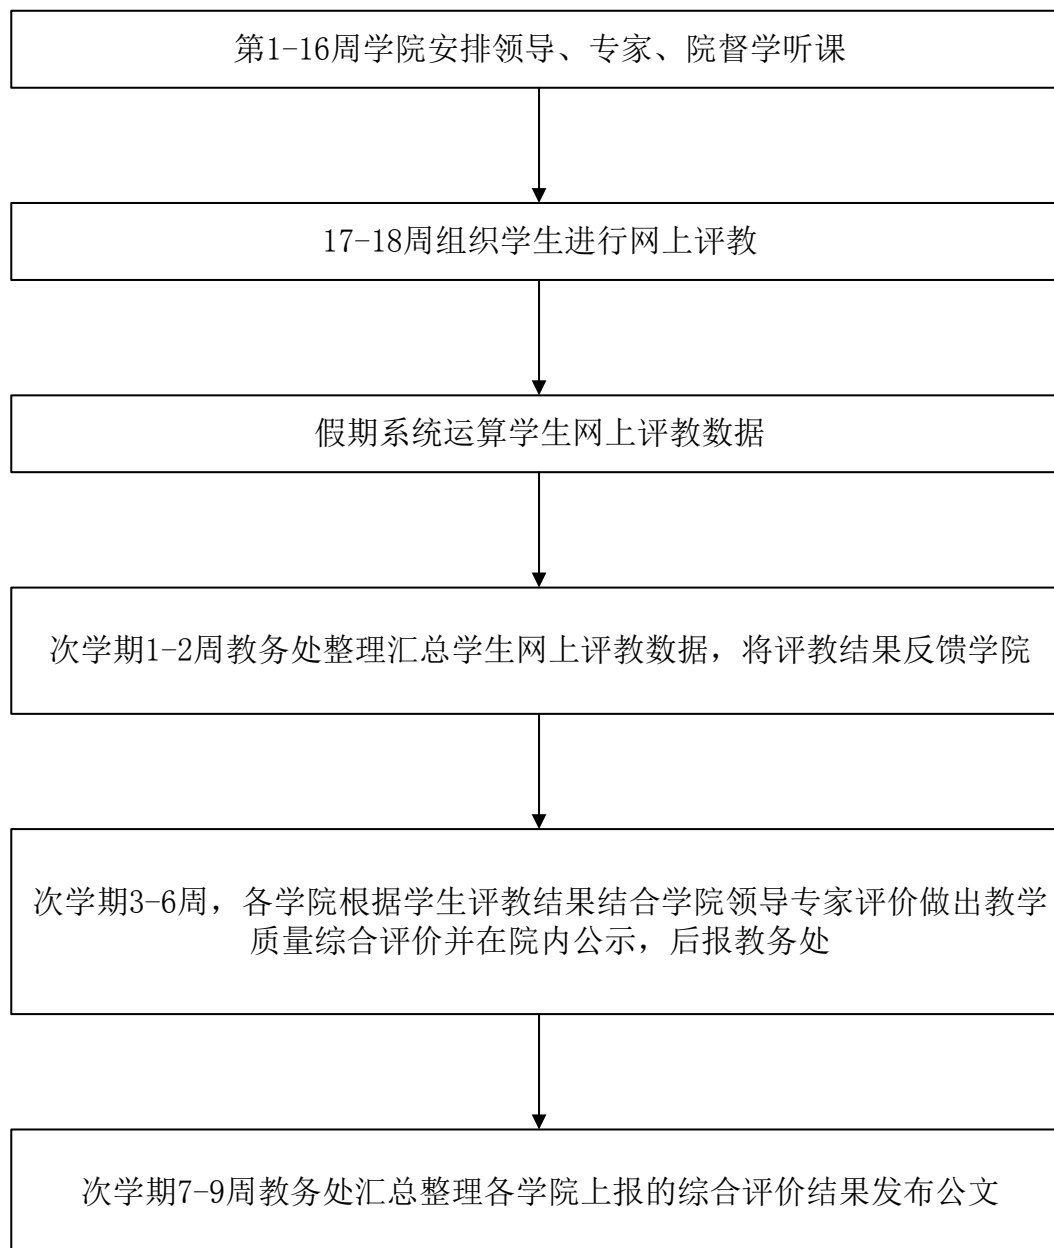 第1-16周学院安排领导、专家、院督学听课
17-18周组织学生进行网上评教
假期系统运算学生网上评教数据
次学期1-2周教务处整理汇总学生网上评教数据，将评教结果反馈学院
次学期3-6周，各学院根据学生评教结果结合学院领导专家评价做出教学
质量综合评价并在院内公示，后报教务处
次学期7-9周教务处汇总整理各学院上报的综合评价结果发布公文